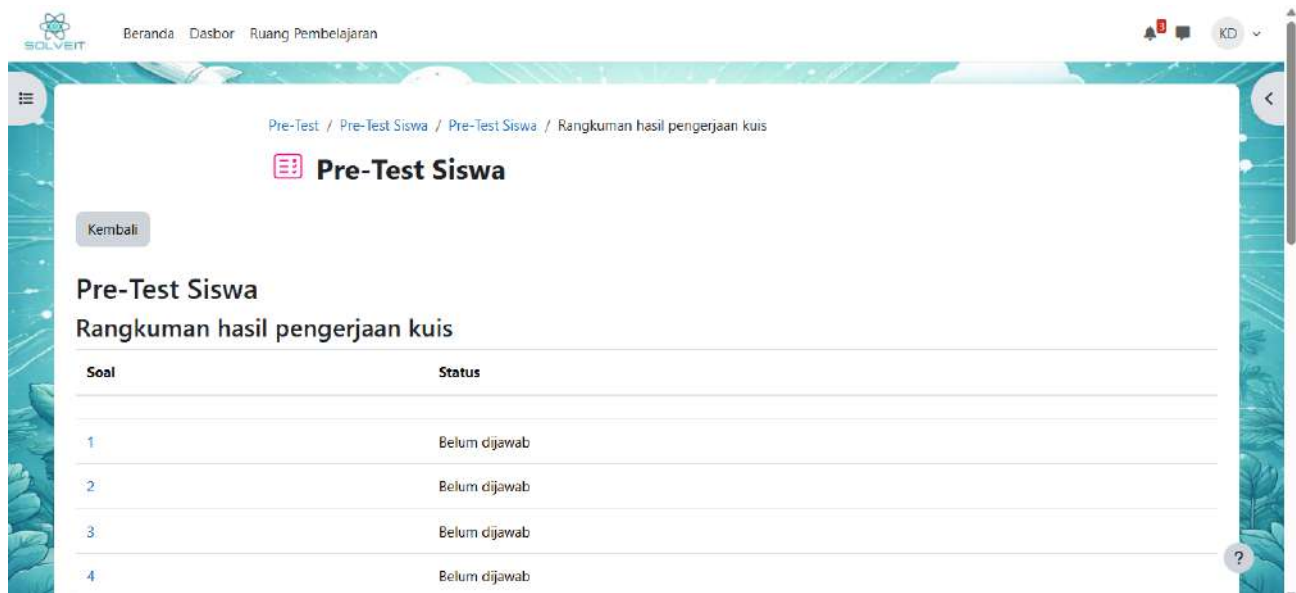 SOLVEIT
Beranda Dasbor Ruang Pembelajaran
3
KD
Pre-Test / Pre-Test Siswa / Pre-Test Siswa / Rangkuman hasil pengerjaan kuis
Pre-Test Siswa
Kembali
Pre-Test Siswa
Rangkuman hasil pengerjaan kuis
Soal Status
1 Belum dijawab
2 Belum dijawab
3 Belum dijawab
4 Belum dijawab
?